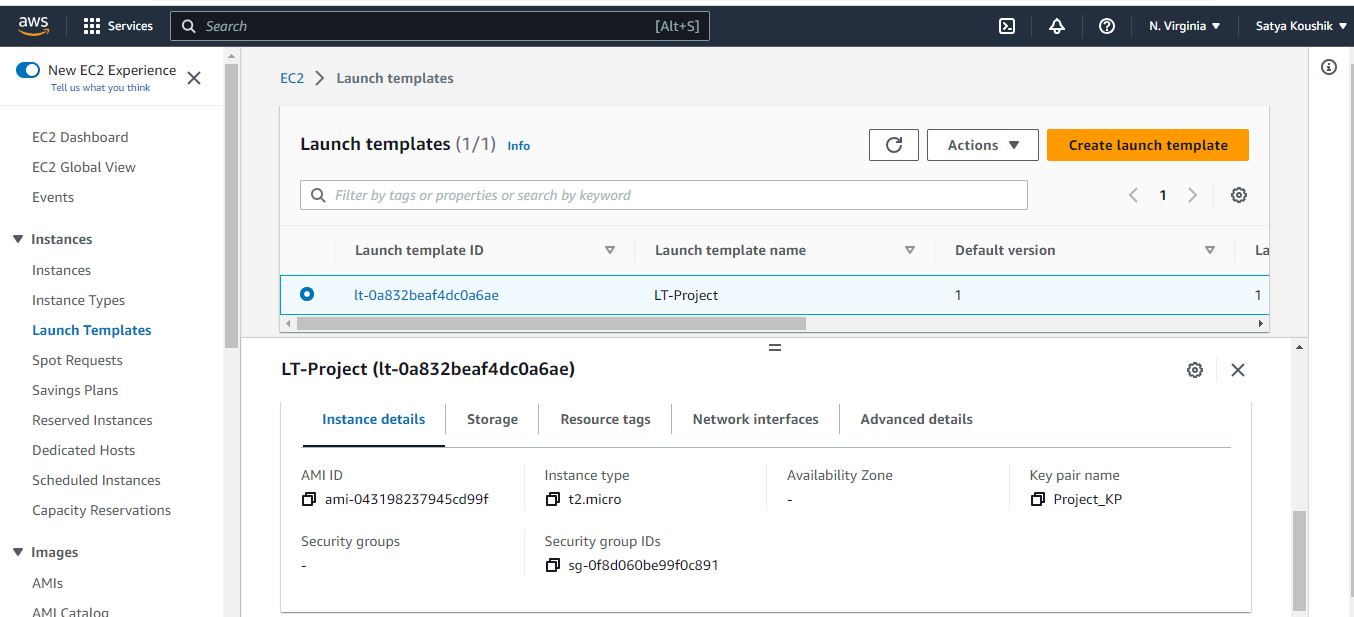 aws Services Search [Alt+S] N. Virginia Satya Koushik
New EC2 Experience
Tell us what you think
EC2 Dashboard
EC2 Global View
Events
Instances
Instances
Instance Types
Launch Templates
Spot Requests
Savings Plans
Reserved Instances
Dedicated Hosts
Scheduled Instances
Capacity Reservations
Images
AMIs
AMI Catalog
EC2 > Launch templates
Launch templates (1/1) Info Actions Create launch template
Filter by tags or properties or search by keyword 1
Launch template ID Launch template name Default version La
lt-0a832beaf4dc0a6ae LT-Project 1 1
LT-Project (lt-0a832beaf4dc0a6ae)
Instance details Storage Resource tags Network interfaces Advanced details
AMI ID Instance type Availability Zone Key pair name
ami-043198237945cd99f t2.micro - Project_KP
Security groups Security group IDs
- sg-0f8d060be99f0c891